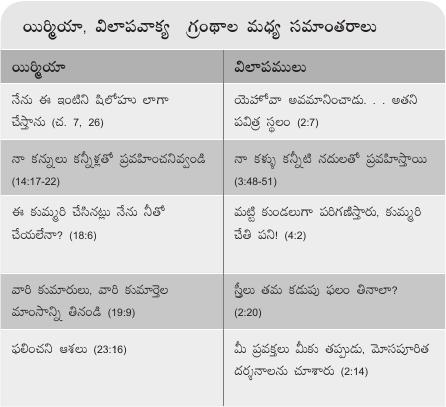 యిర్మియా, విలాపవాక్య గ్రంథాల మధ్య సమాంతరాలు
యిర్మియా
విలాపములు
నేను ఈ ఇంటిని షిలోహు లాగా
చేస్తాను (చ. 7, 26)
యెహోవా అవమానించాడు. . . అతని
పవిత్ర స్థలం (2:7)
నా కన్నులు కన్నీళ్లతో ప్రవహించనివ్వండి
(14:17-22)
నా కళ్ళు కన్నీటి నదులతో ప్రవహిస్తాయి
(3:48-51)
ఈ కుమ్మరి చేసినట్లు నేను నీతో
చేయలేనా? (18:6)
మట్టి కుండలుగా పరిగణిస్తారు, కుమ్మరి
చేతి పని! (4:2)
వారి కుమారులు, వారి కుమార్తెల
మాంసాన్ని తినండి (19:9)
స్త్రీలు తమ కడుపు ఫలం తినాలా?
(2:20)
ఫలించని ఆశలు (23:16)
మీ ప్రవక్తలు మీకు తప్పుడు, మోసపూరిత
దర్శనాలను చూశారు (2:14)